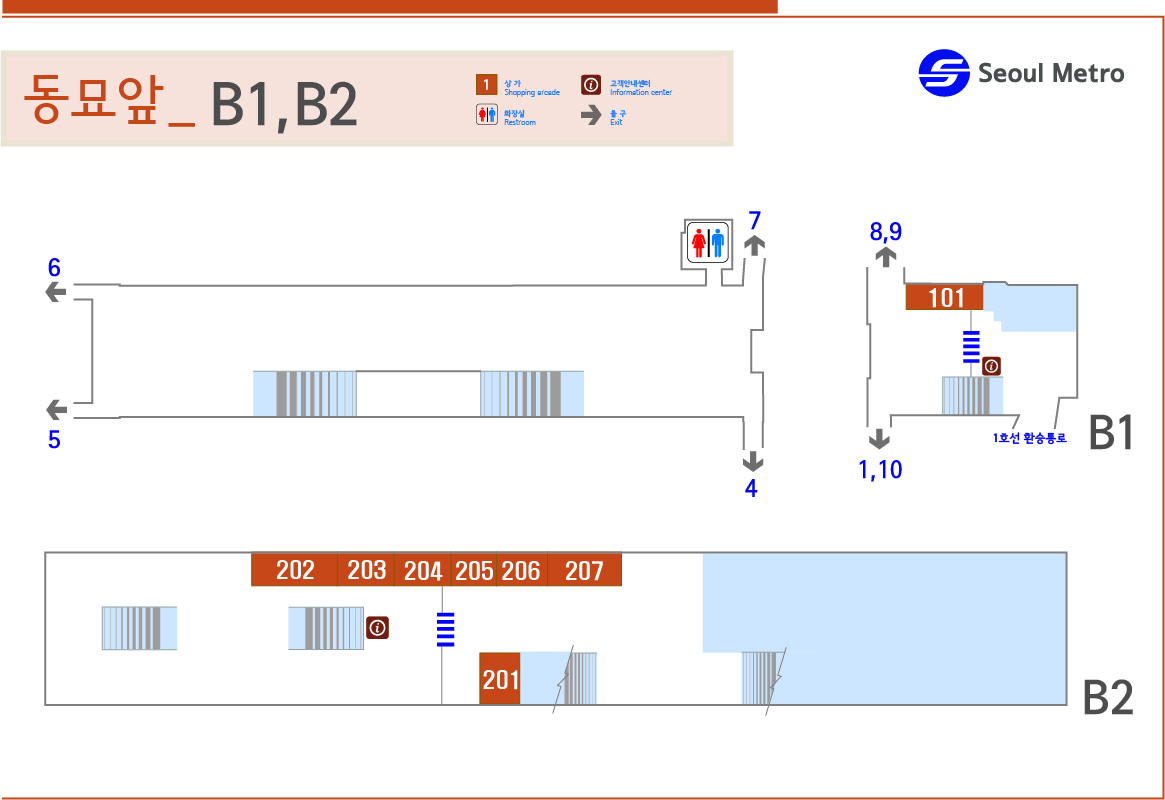 동묘앞_ B1,B2
1 상 가
Shopping arcade
고객안내센터
Information center
화장실
Restroom
출 구
Exit
Seoul Metro
7
8,9
6
101
5
1호선 환승통로
B1
1,10
4
202 203 204 205 206 207
201
B2